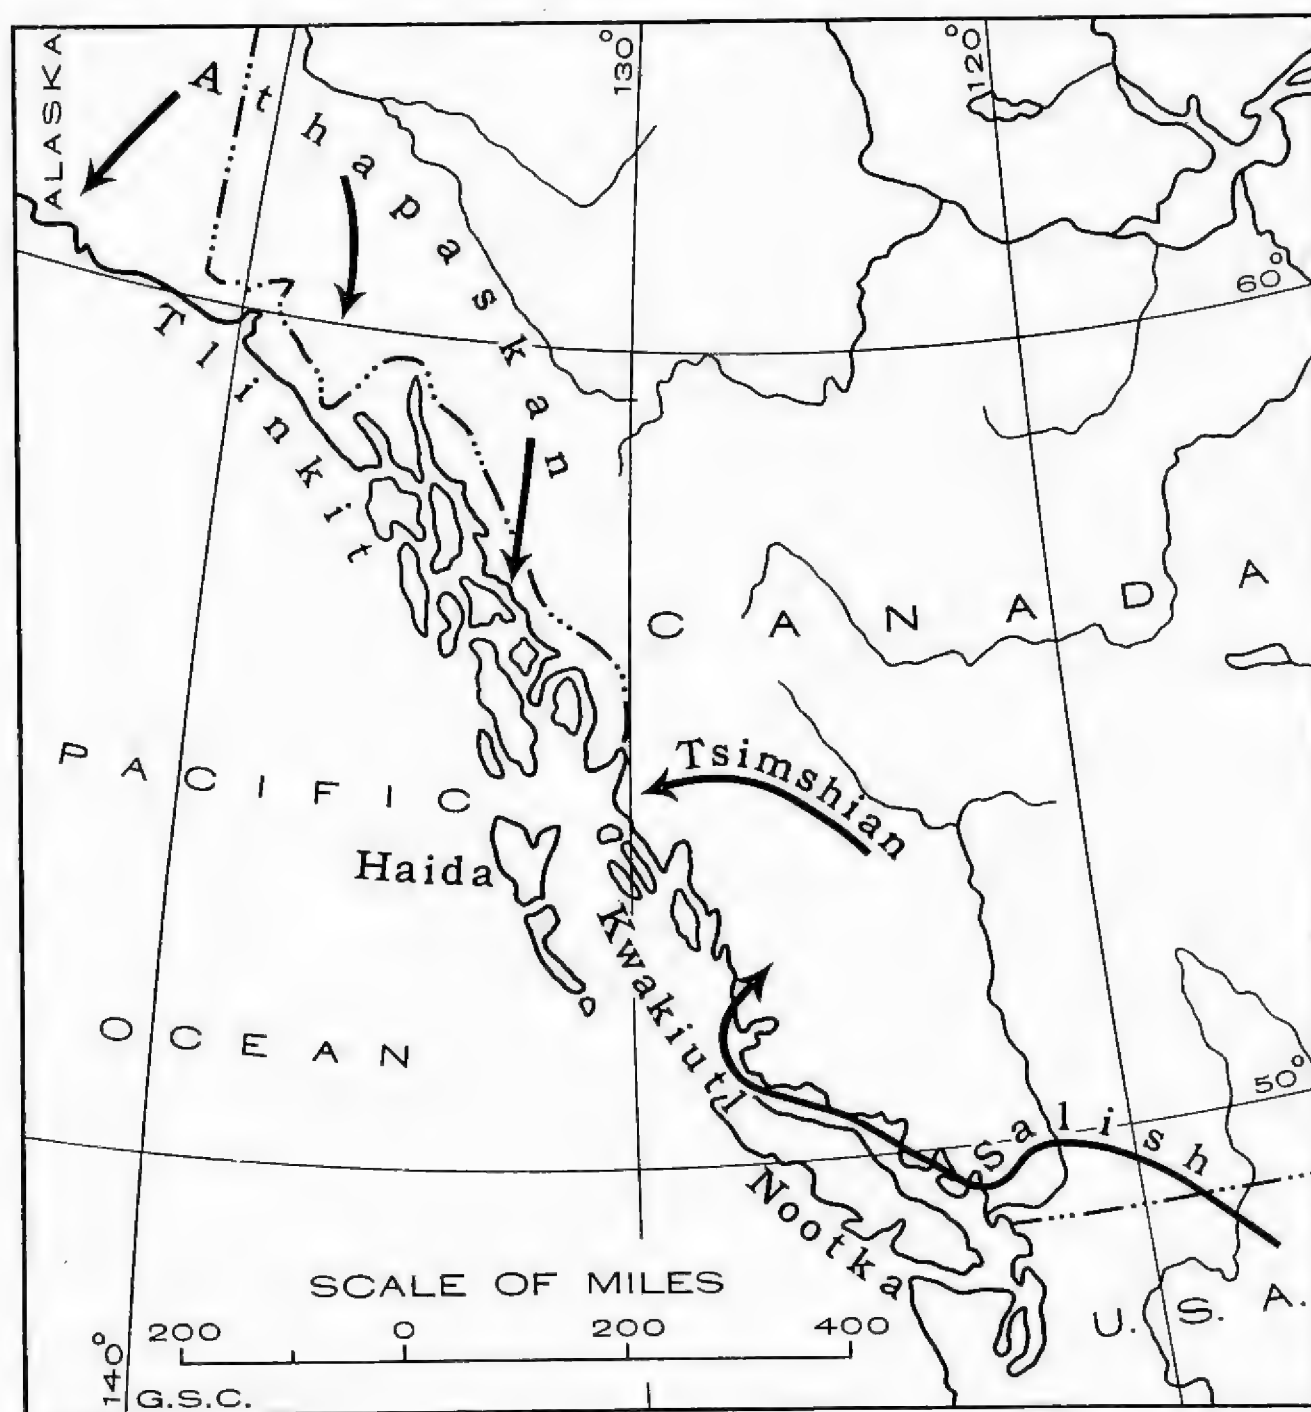 ALASKA
Athapaskan
130°
120°
60°
Tlinkit
CANADA
PACIFIC
OCEAN
Tsimshian
Haida
Kwakiutl
50°
Salish
Nootka
SCALE OF MILES
200 0 200 400
U.S.A.
140°
G.S.C.